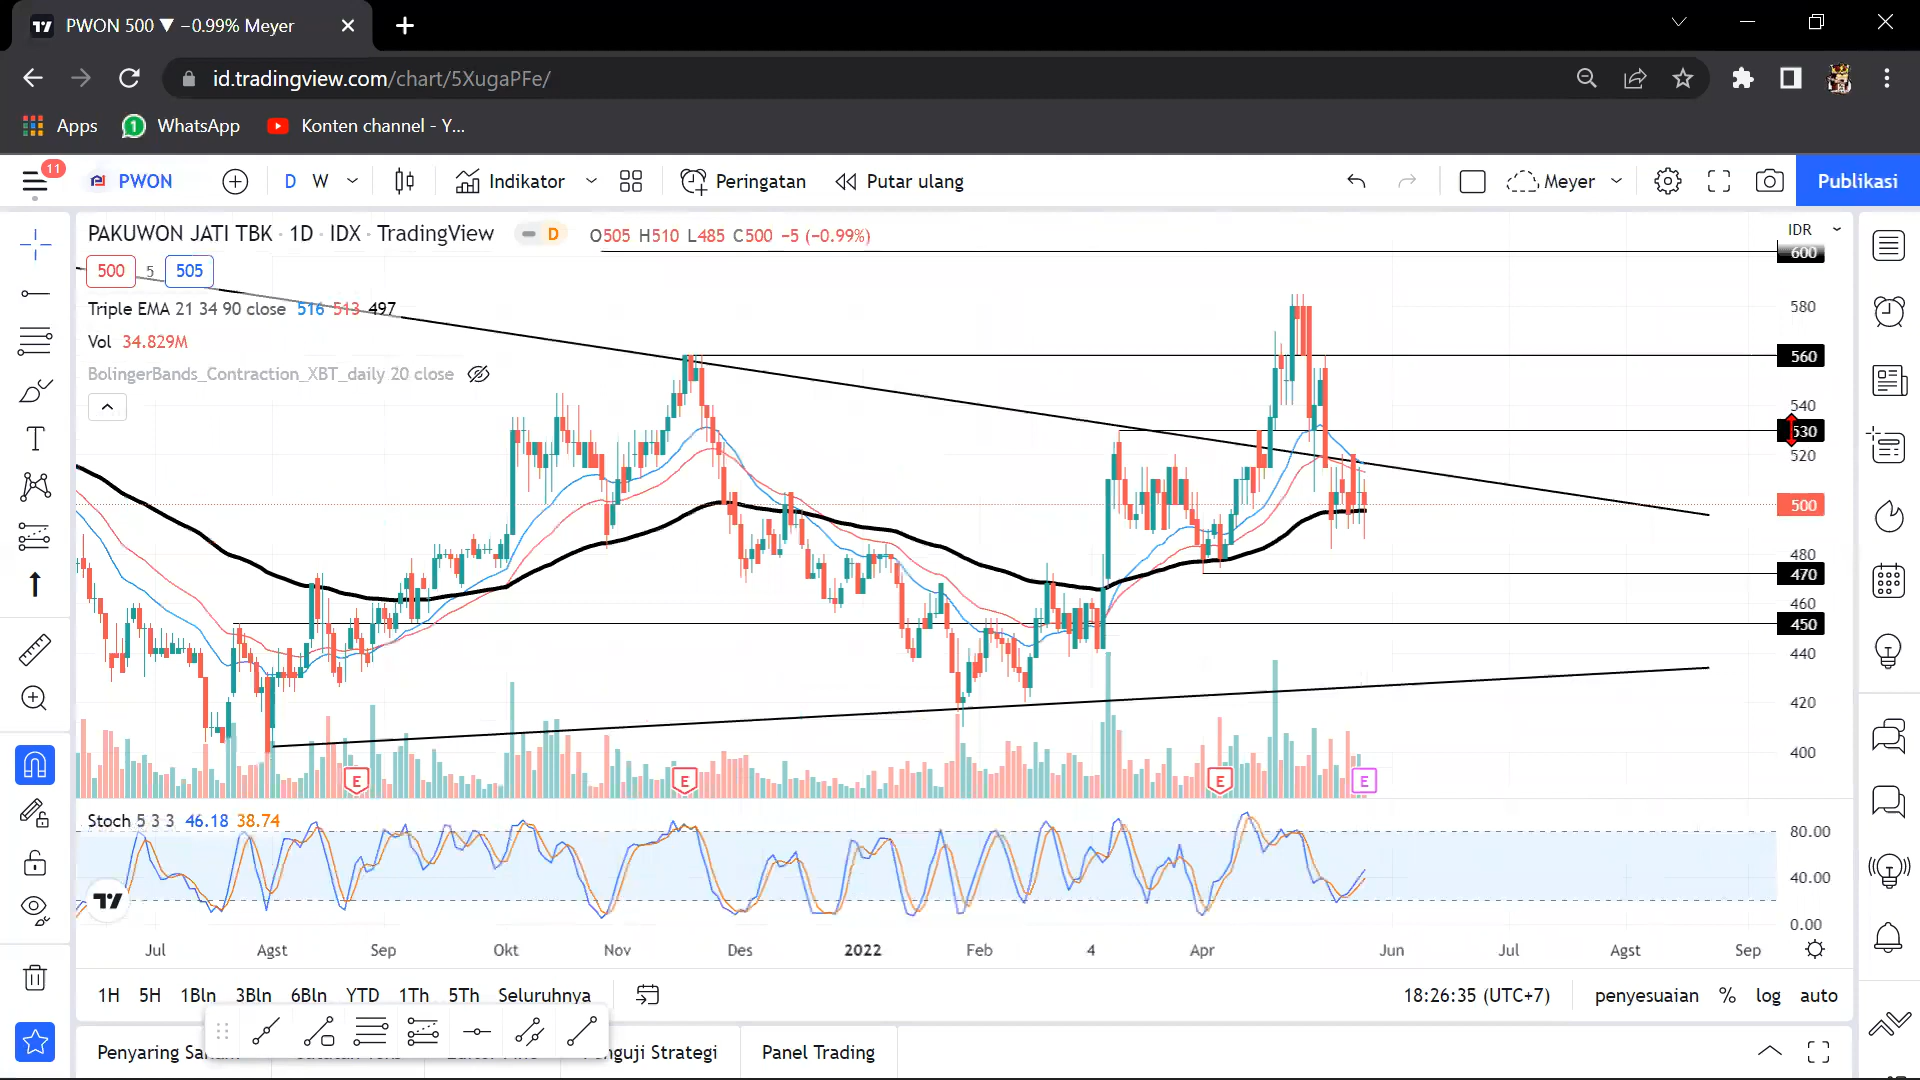 PWON 500 ▼ −0.99% Meyer
id.tradingview.com/chart/5XugaPFe/
Apps
WhatsApp
Konten channel - Y...
11
PWON
D W
Indikator
Peringatan
Putar ulang
Meyer
Publikasi
PAKUWON JATI TBK · 1D · IDX · TradingView
D
O505 H510 L485 C500 −5 (−0.99%)
IDR
500 5 505
Triple EMA 21 34 90 close 516 513 497
Vol 34.829M
BolingerBands_Contraction_XBT_daily 20 close
600
580
560
540
530
520
500
480
470
460
450
440
420
400
E E E E
Stoch 5 3 3 46.18 38.74
80.00
40.00
0.00
Jul Agst Sep Okt Nov Des 2022 Feb 4 Apr Jun Jul Agst Sep
1H 5H 1Bln 3Bln 6Bln YTD 1Th 5Th Seluruhnya
18:26:35 (UTC+7)
penyesuaian % log auto
Penyaring
Strategi
Panel Trading